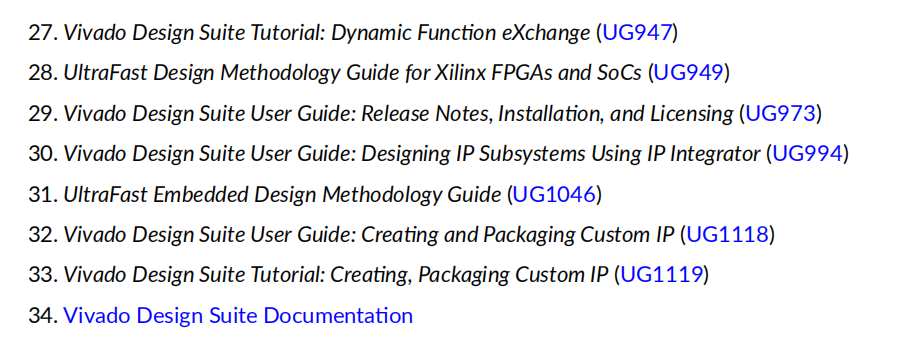 27. Vivado Design Suite Tutorial: Dynamic Function eXchange (UG947)
28. UltraFast Design Methodology Guide for Xilinx FPGAs and SoCs (UG949)
29. Vivado Design Suite User Guide: Release Notes, Installation, and Licensing (UG973)
30. Vivado Design Suite User Guide: Designing IP Subsystems Using IP Integrator (UG994)
31. UltraFast Embedded Design Methodology Guide (UG1046)
32. Vivado Design Suite User Guide: Creating and Packaging Custom IP (UG1118)
33. Vivado Design Suite Tutorial: Creating, Packaging Custom IP (UG1119)
34. Vivado Design Suite Documentation